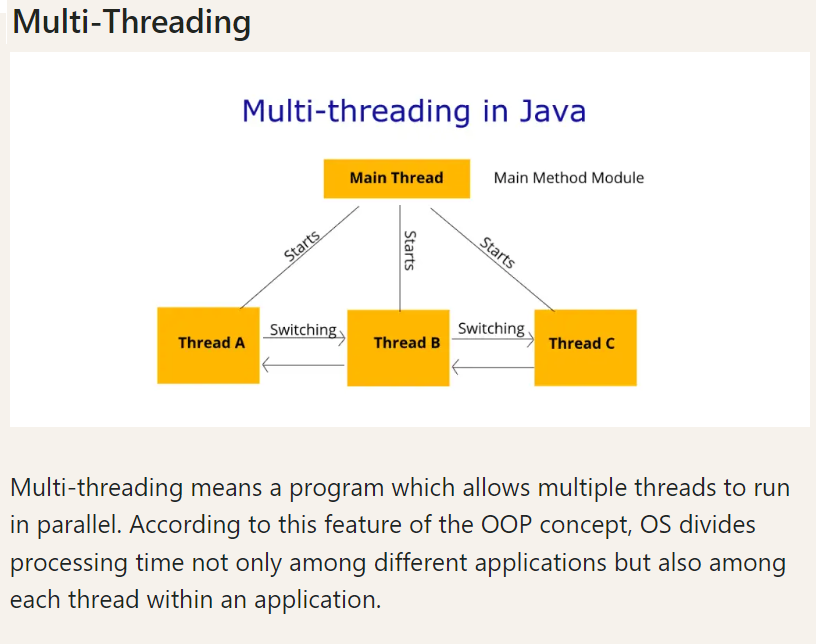 Multi-Threading
Multi-threading in Java
Main Thread
Main Method Module
Starts
Starts
Starts
Thread A
Switching
Thread B
Switching
Thread C
Multi-threading means a program which allows multiple threads to run
in parallel. According to this feature of the OOP concept, OS divides
processing time not only among different applications but also among
each thread within an application.